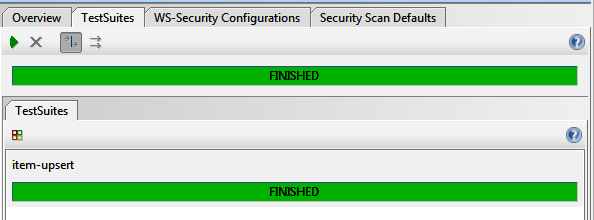 Overview TestSuites WS-Security Configurations Security Scan Defaults
FINISHED
TestSuites
item-upsert
FINISHED